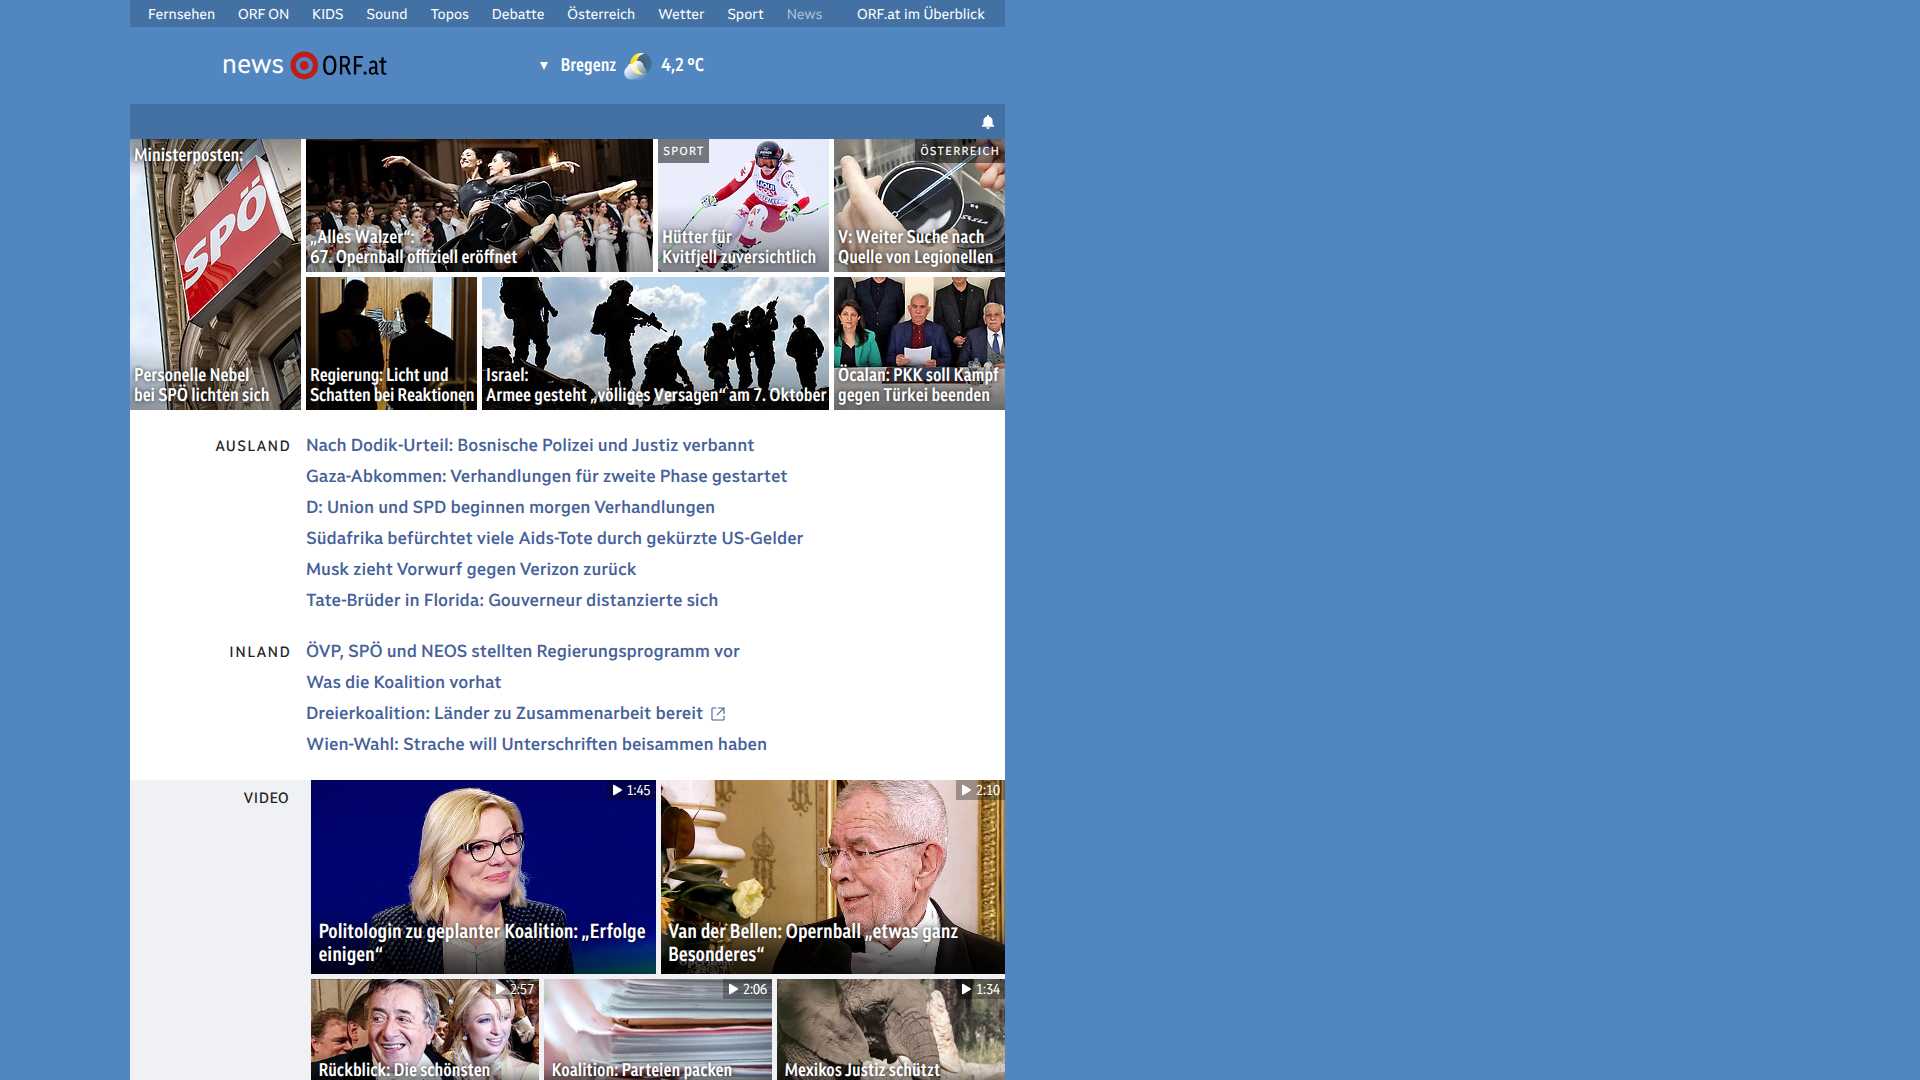 Fernsehen ORF ON KIDS Sound Topos Debatte Österreich Wetter Sport News ORF.at im Überblick
news ORF.at
Bregenz 4,2 °C
Ministerposten:
SPÖ
Personelle Nebel
bei SPÖ lichten sich
„Alles Walzer“:
67. Opernball offiziell eröffnet
SPORT
Hütter für
Kvitfjell zuversichtlich
ÖSTERREICH
V: Weiter Suche nach
Quelle von Legionellen
Regierung: Licht und
Schatten bei Reaktionen
Israel:
Armee gesteht „völliges Versagen“ am 7. Oktober
Öcalan: PKK soll Kampf
gegen Türkei beenden
AUSLAND
Nach Dodik-Urteil: Bosnische Polizei und Justiz verbannt
Gaza-Abkommen: Verhandlungen für zweite Phase gestartet
D: Union und SPD beginnen morgen Verhandlungen
Südafrika befürchtet viele Aids-Tote durch gekürzte US-Gelder
Musk zieht Vorwurf gegen Verizon zurück
Tate-Brüder in Florida: Gouverneur distanzierte sich
INLAND
ÖVP, SPÖ und NEOS stellten Regierungsprogramm vor
Was die Koalition vorhat
Dreierkoalition: Länder zu Zusammenarbeit bereit
Wien-Wahl: Strache will Unterschriften beisammen haben
VIDEO
1:45
Politologin zu geplanter Koalition: „Erfolge
einigen“
2:10
Van der Bellen: Opernball „etwas ganz
Besonderes“
2:57
Rückblick: Die schönsten
2:06
Koalition: Parteien packen
1:34
Mexikos Justiz schützt